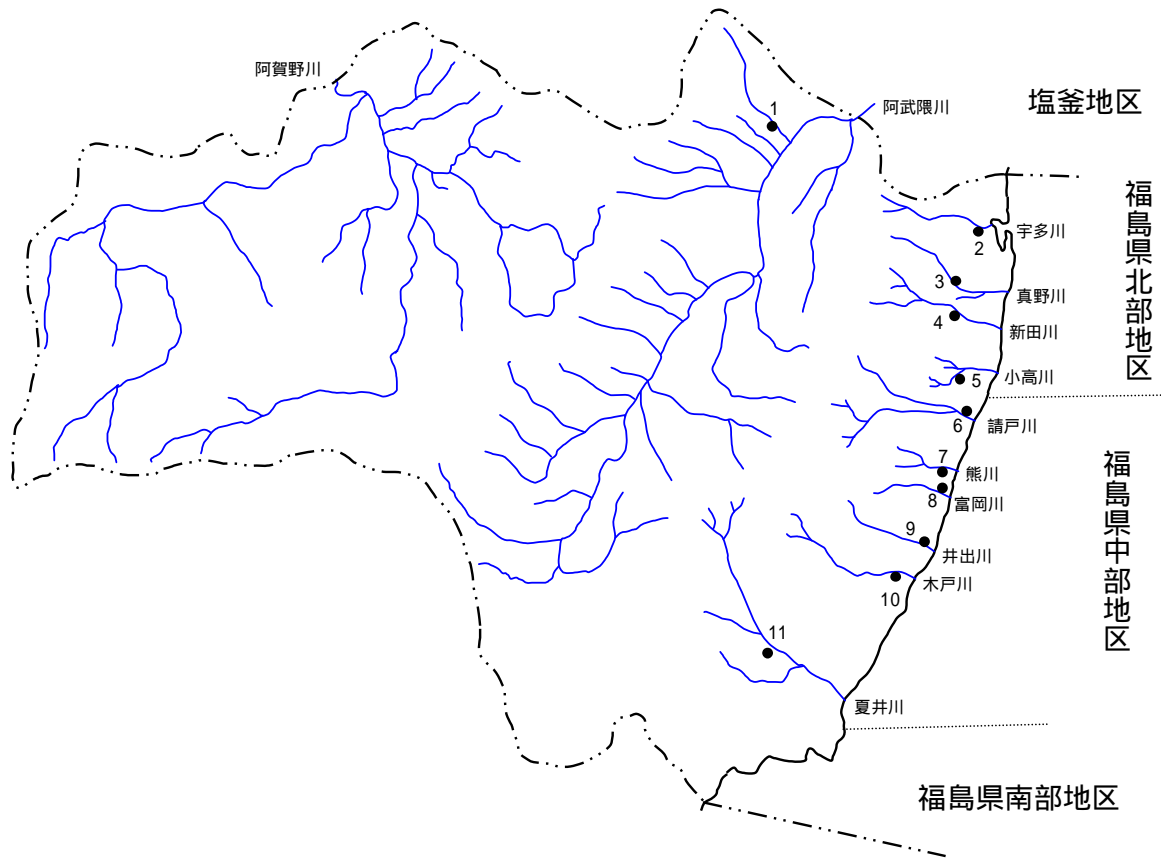 阿賀野川
阿武隈川
塩釜地区
1
福島県北部地区
宇多川
2
3
真野川
4
新田川
小高川
5
6
請戸川
福島県中部地区
7
熊川
8
富岡川
9
井出川
木戸川
10
11
夏井川
福島県南部地区